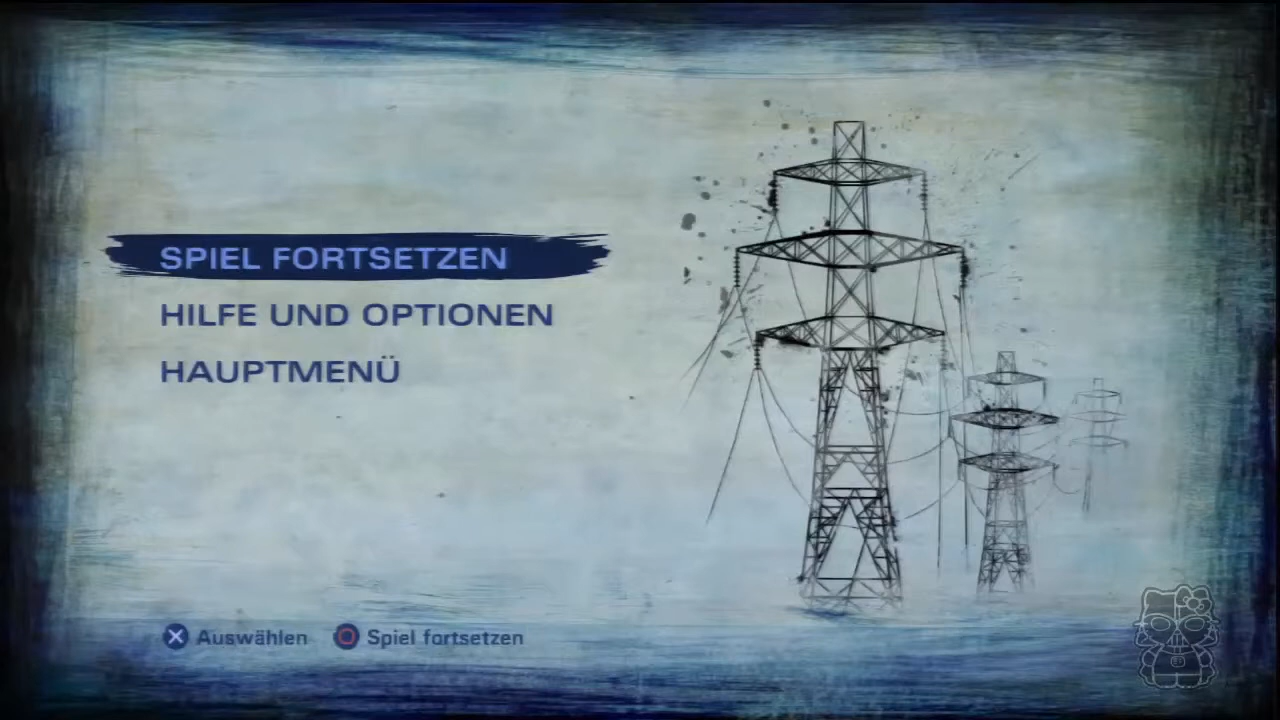 SPIEL FORTSETZEN
HILFE UND OPTIONEN
HAUPTMENÜ
Auswählen Spiel fortsetzen